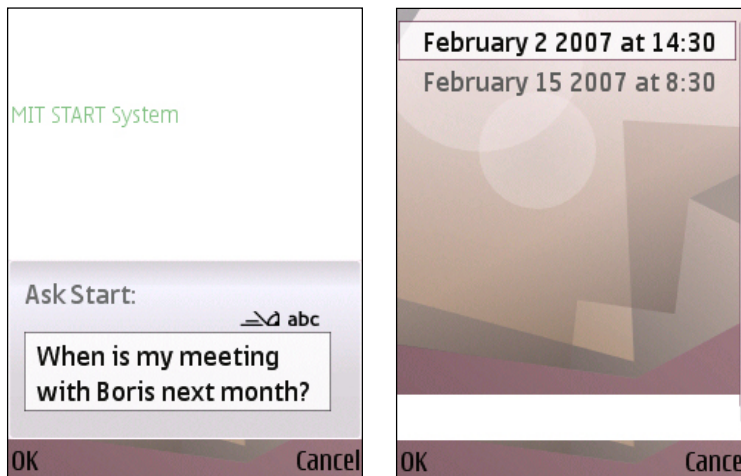 MIT START System
Ask Start:
abc
When is my meeting
with Boris next month?
OK Cancel
February 2 2007 at 14:30
February 15 2007 at 8:30
OK Cance